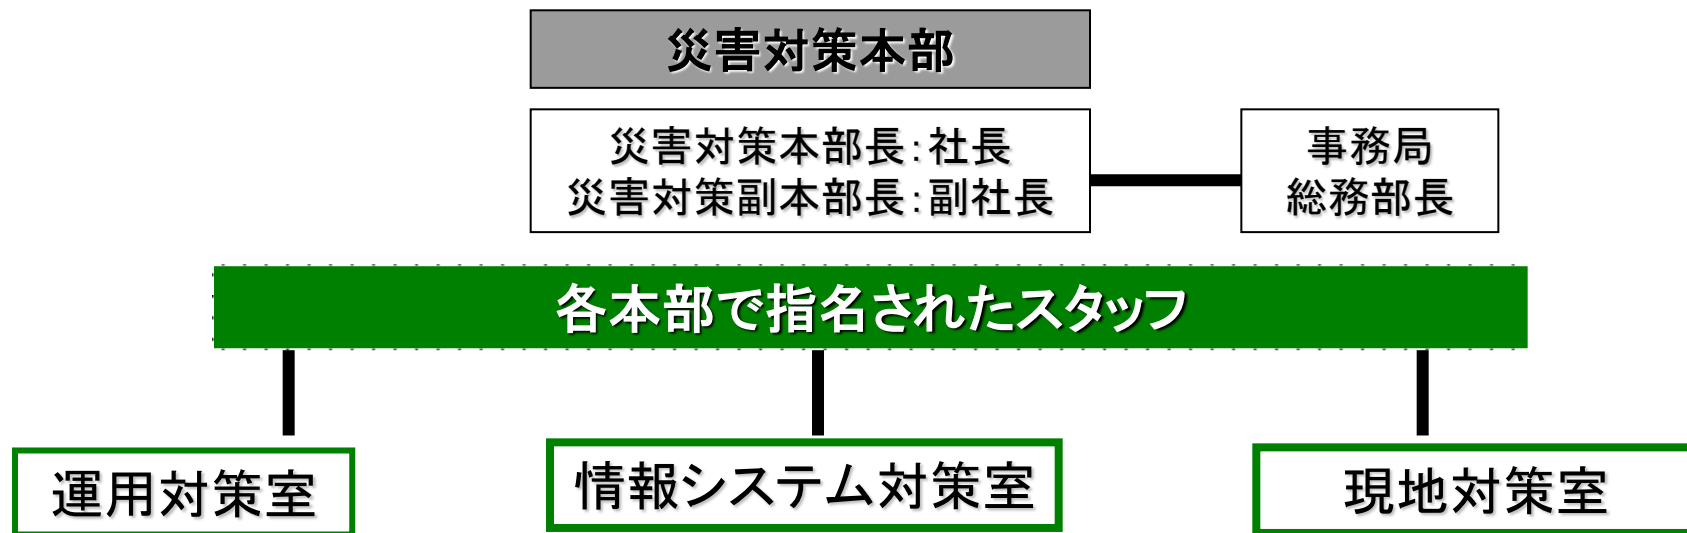 災害対策本部
災害対策本部長：社長
災害対策副本部長：副社長
事務局
総務部長
各本部で指名されたスタッフ
運用対策室
情報システム対策室
現地対策室